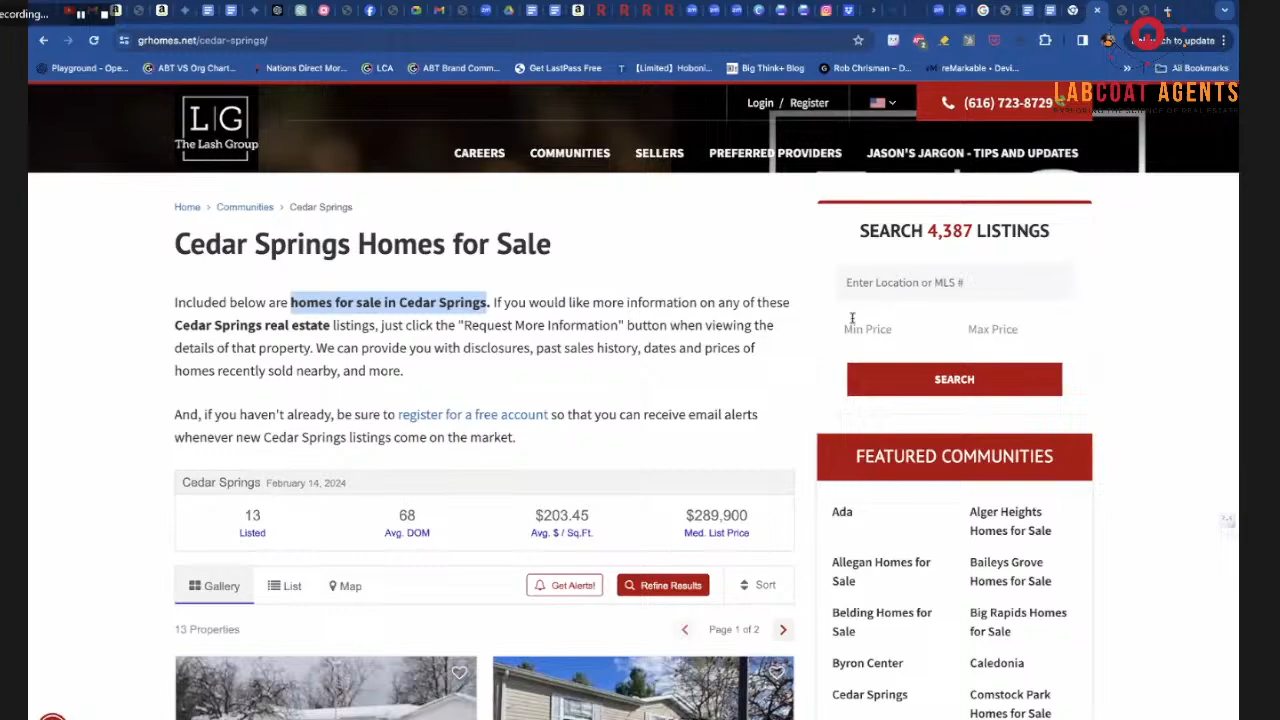 ecording...
grhomes.net/cedar-springs/
to update
Playground - Ope...
ABT VS Org Chart...
Nations Direct Mor...
LCA
ABT Brand Comm...
Get LastPass Free
[Limited] Hoboni...
Big Think+ Blog
Rob Chrisman – D...
reMarkable • Devi...
»
All Bookmarks
LABCOAT AGENTS
EXPLORING THE SCIENCE OF REAL ESTATE
L G
The Lash Group
Login / Register
(616) 723-8729
CAREERS
COMMUNITIES
SELLERS
PREFERRED PROVIDERS
JASON'S JARGON - TIPS AND UPDATES
Home > Communities > Cedar Springs
Cedar Springs Homes for Sale
Included below are homes for sale in Cedar Springs. If you would like more information on any of these
Cedar Springs real estate listings, just click the "Request More Information" button when viewing the
details of that property. We can provide you with disclosures, past sales history, dates and prices of
homes recently sold nearby, and more.
And, if you haven't already, be sure to register for a free account so that you can receive email alerts
whenever new Cedar Springs listings come on the market.
Cedar Springs February 14, 2024
13
Listed
68
Avg. DOM
$203.45
Avg. $ / Sq.Ft.
$289,900
Med. List Price
Gallery
List
Map
Get Alerts!
Refine Results
Sort
13 Properties
Page 1 of 2
SEARCH 4,387 LISTINGS
Enter Location or MLS #
Min Price
Max Price
SEARCH
FEATURED COMMUNITIES
Ada
Alger Heights
Homes for Sale
Allegan Homes for
Sale
Baileys Grove
Homes for Sale
Belding Homes for
Sale
Big Rapids Homes
for Sale
Byron Center
Caledonia
Cedar Springs
Comstock Park
Homes for Sale